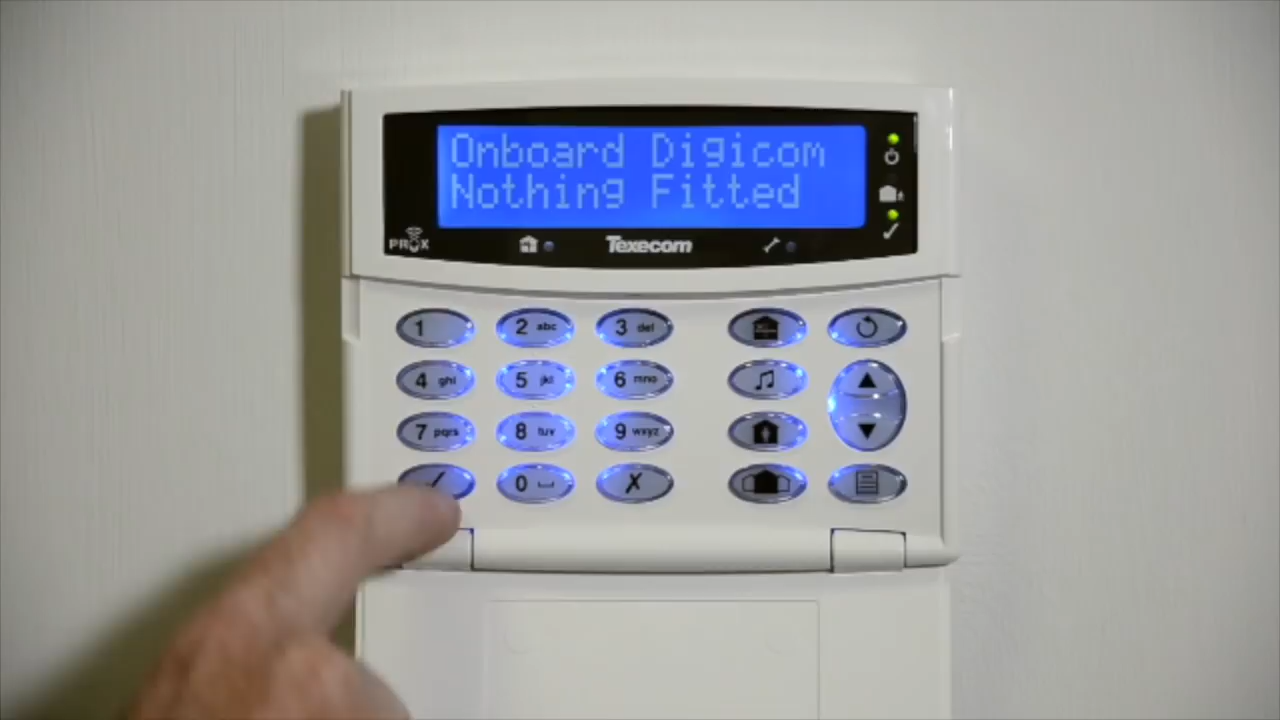 Onboard Digicom
Nothing Fitted
PROX
Texecom
1
2 abc
3 def
4 ghi
5 jkl
6 mno
7 pqrs
8 tuv
9 wxyz
0